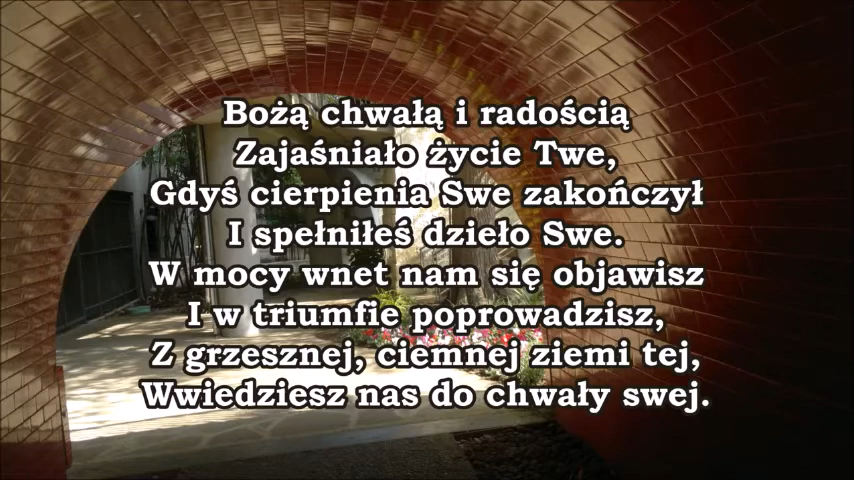 Bożą chwałą i radością
Zajaśniało życie Twe,
Gdyś cierpienia Swe zakończył
I spełniłeś dzieło Swe.
W mocy wnet nam się objawisz
I w triumfie poprowadzisz,
Z grzesznej, ciemnej ziemi tej,
Wwiedziesz nas do chwały swej.